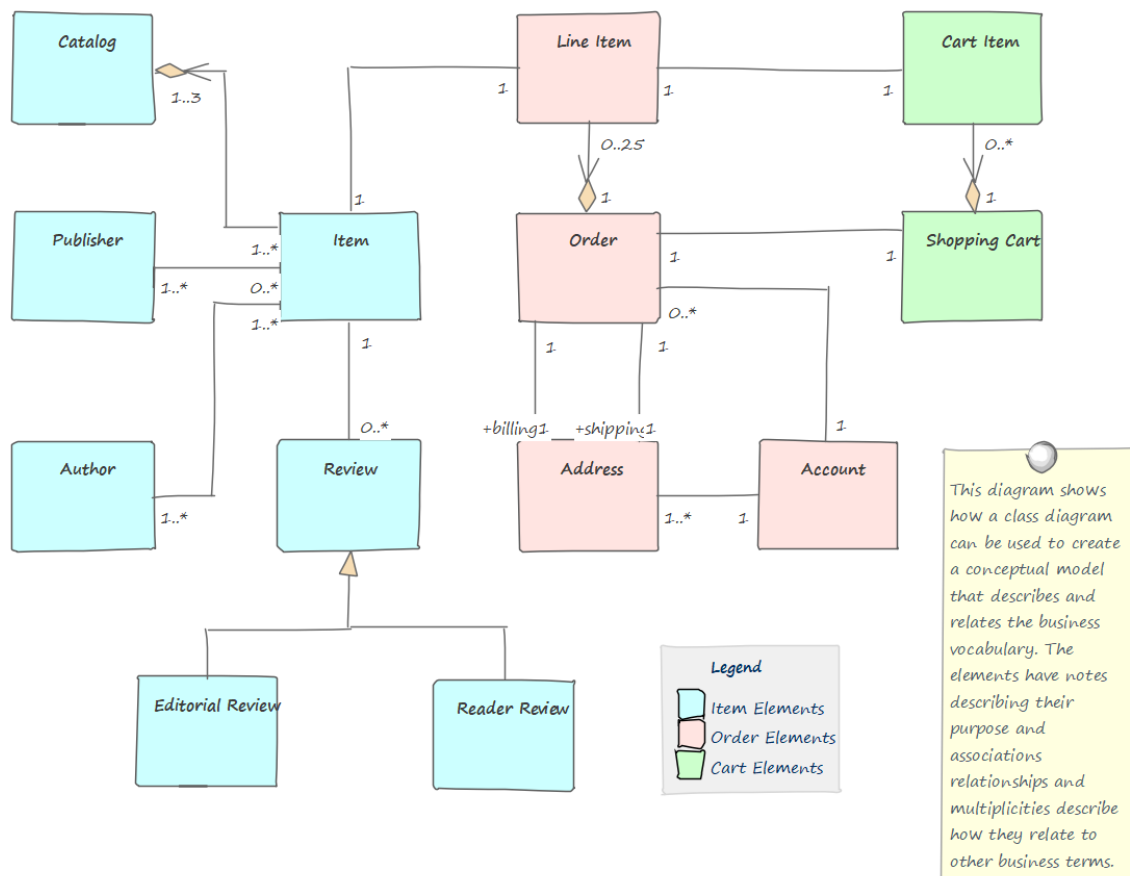 Catalog
Line Item
Cart Item
1..3
1
1
1
0..25
0..*
1
1
1
Publisher
Item
Order
Shopping Cart
1..*
1
1
1..*
0..*
0..*
1..*
1
1
1
0..*
+billing1
+shipping1
1
Author
Review
Address
Account
1..*
1..*
1
Editorial Review
Reader Review
Legend
Item Elements
Order Elements
Cart Elements
This diagram shows
how a class diagram
can be used to create
a conceptual model
that describes and
relates the business
vocabulary. The
elements have notes
describing their
purpose and
associations
relationships and
multiplicities describe
how they relate to
other business terms.